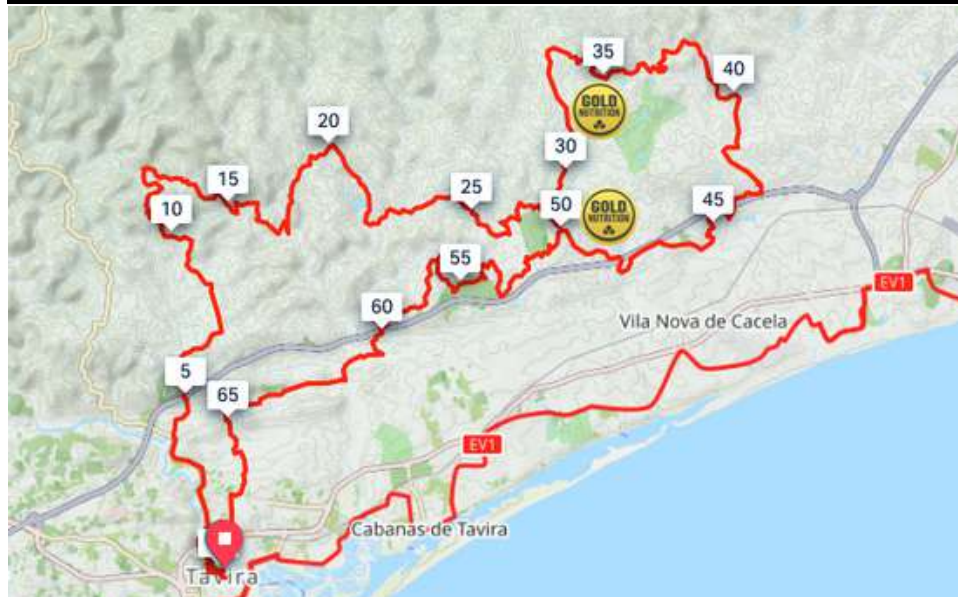 35
40
GOLD
NUTRITION
20
30
15
25
10
50
GOLD
NUTRITION
45
55
60
EV1
Vila Nova de Cacela
5
65
EV1
Cabanas de Tavira
Tavira